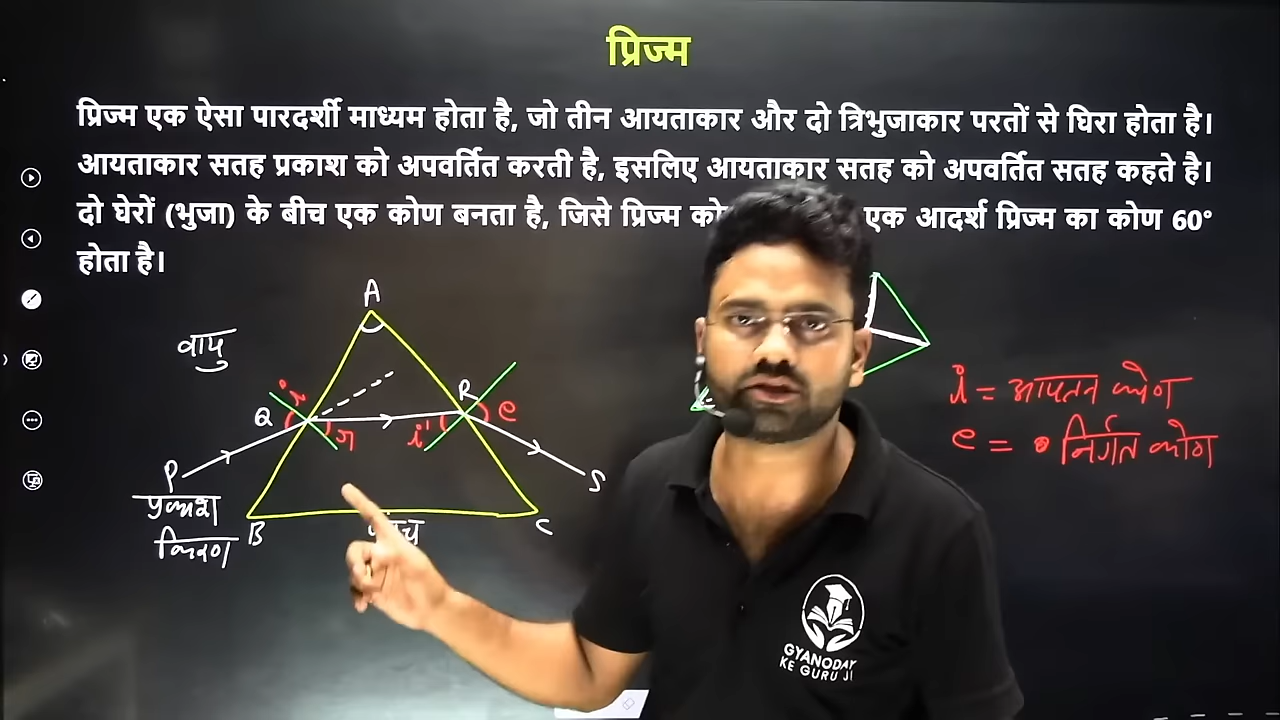 प्रिज्म
प्रिज्म एक ऐसा पारदर्शी माध्यम होता है, जो तीन आयताकार और दो त्रिभुजाकार परतों से घिरा होता है।
आयताकार सतह प्रकाश को अपवर्तित करती है, इसलिए आयताकार सतह को अपवर्तित सतह कहते है।
दो घेरों (भुजा) के बीच एक कोण बनता है, जिसे प्रिज्म एक आदर्श प्रिज्म का कोण 60°
होता है।
A
वायु
i
Q
R
e
r
i'
P
S
प्रकाश
किरण
B
C
i = आपतन कोण
e = निर्गत कोण
GYANODAY
KE GURU JI